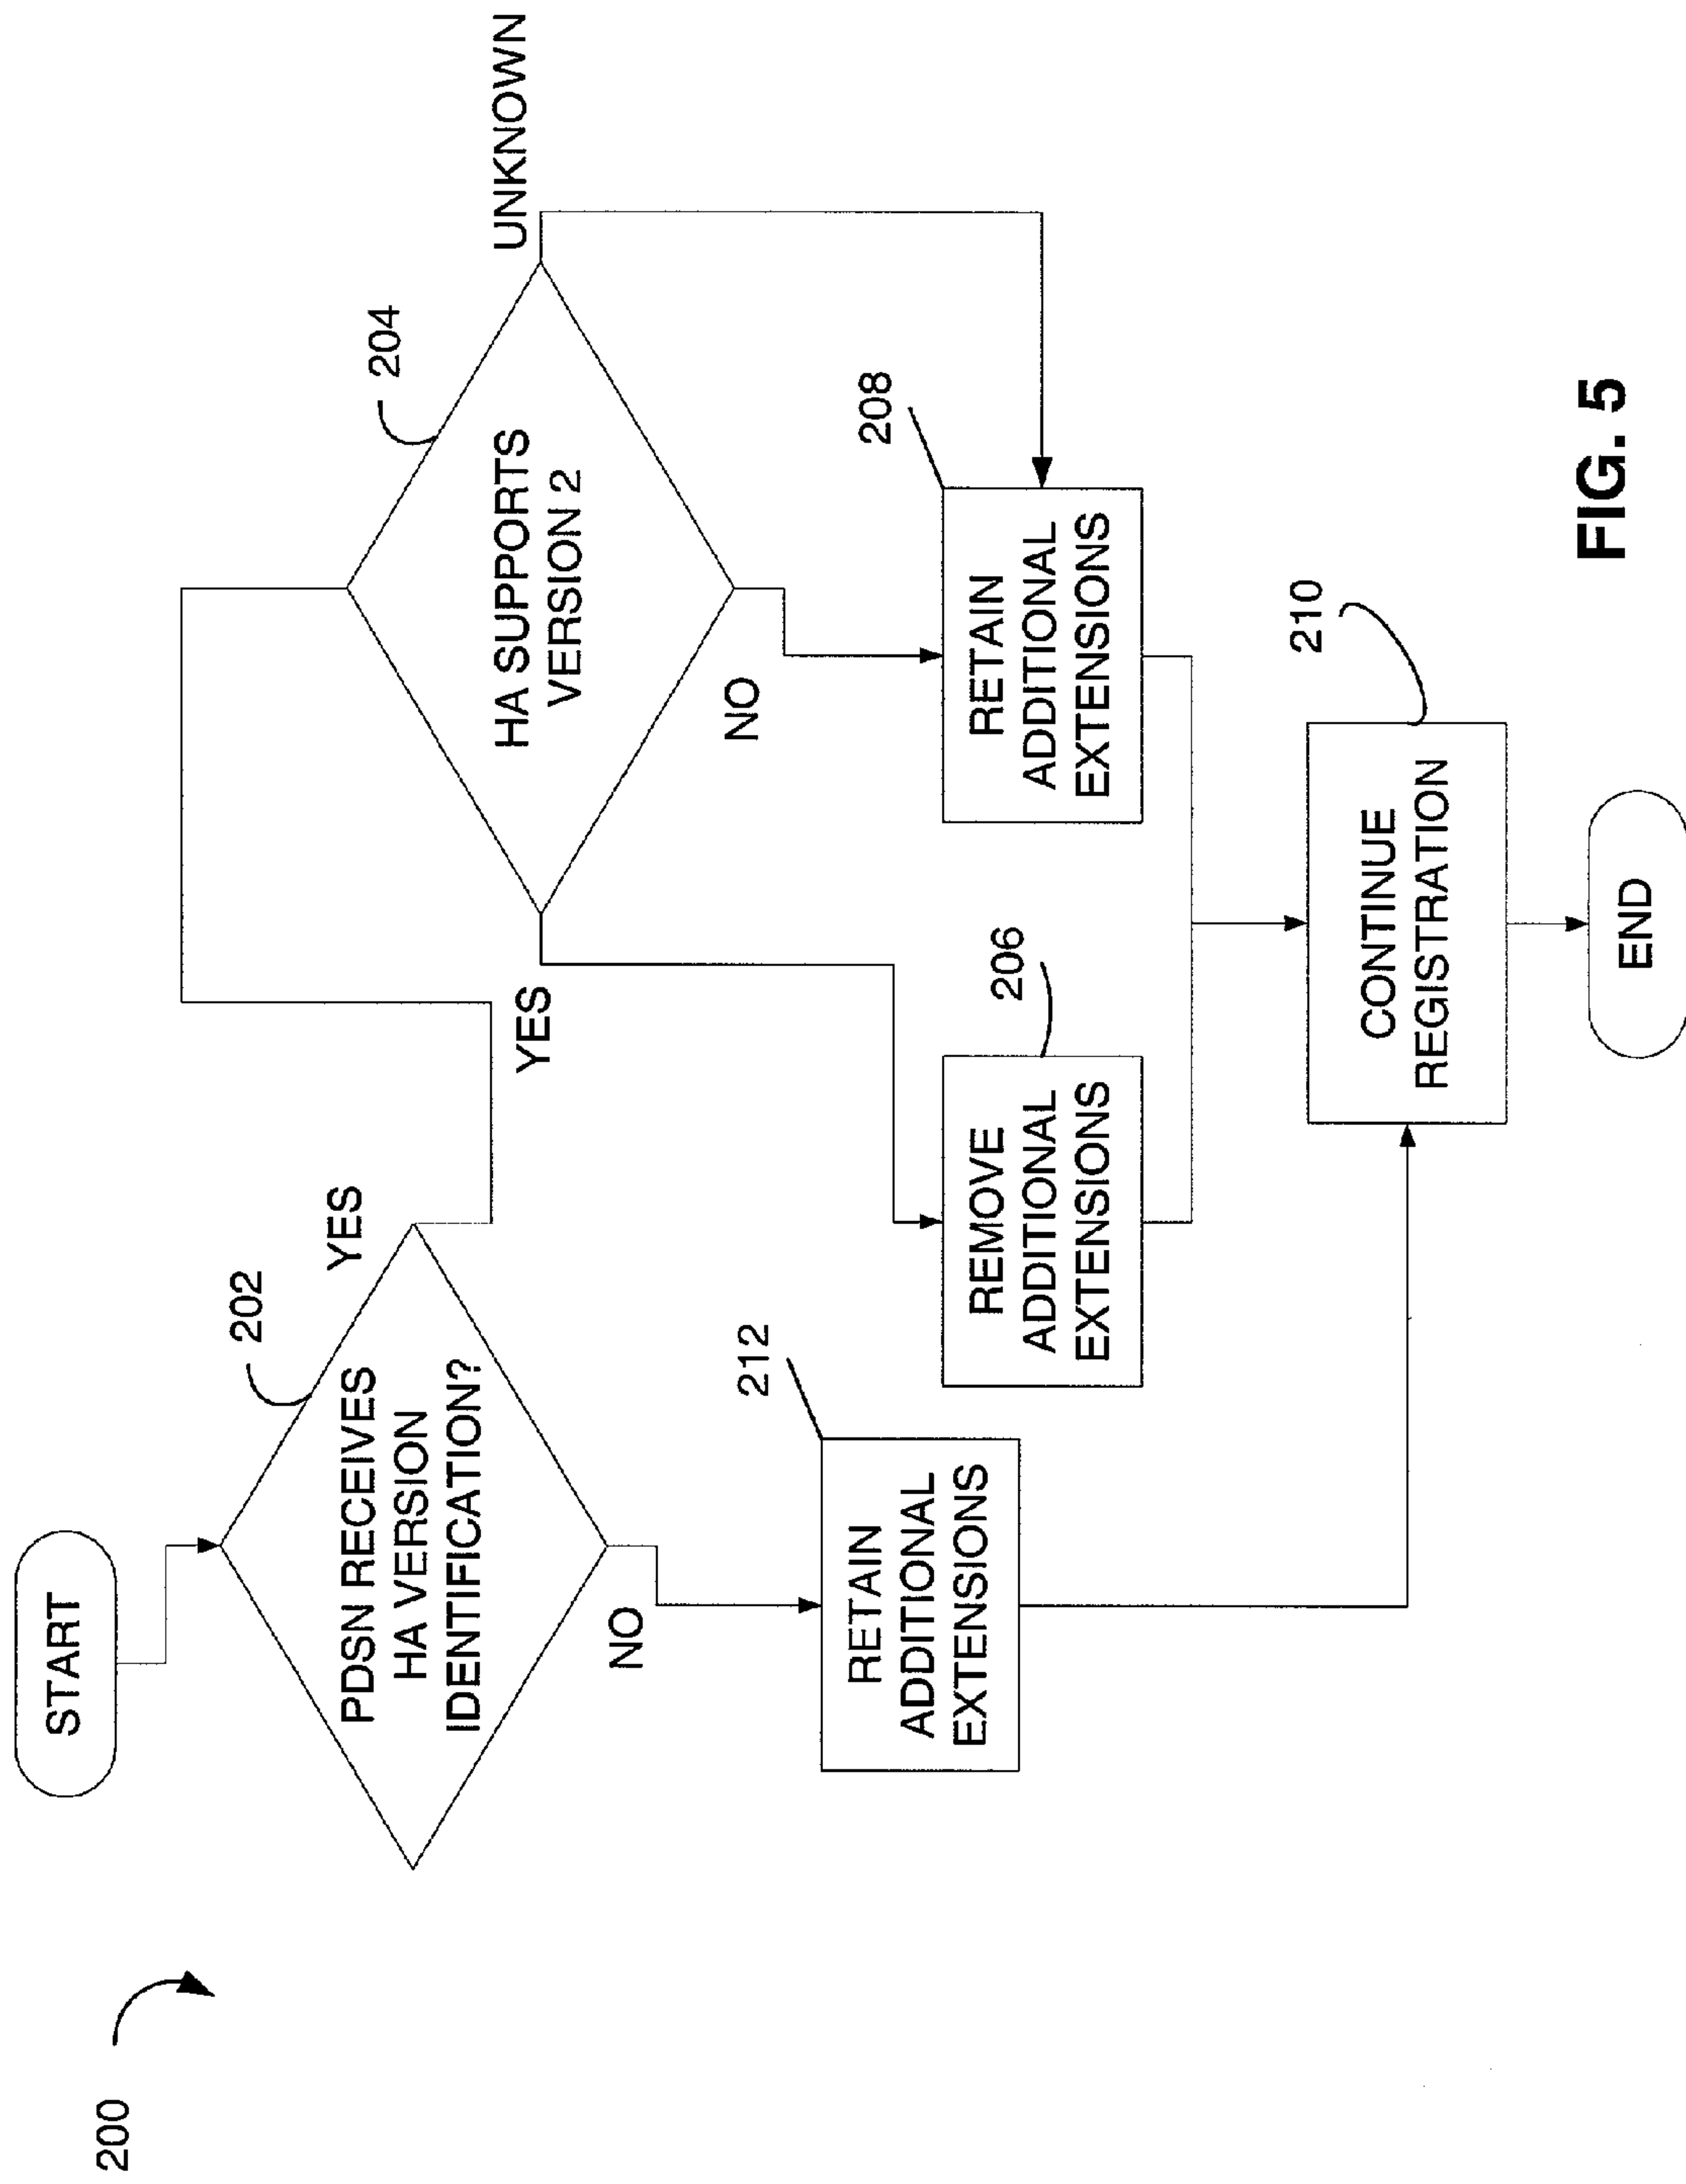 200
START
202
PDSN RECEIVES
HA VERSION
IDENTIFICATION?
YES
NO
204
HA SUPPORTS
VERSION 2
UNKNOWN
YES
NO
212
RETAIN
ADDITIONAL
EXTENSIONS
206
REMOVE
ADDITIONAL
EXTENSIONS
208
RETAIN
ADDITIONAL
EXTENSIONS
210
CONTINUE
REGISTRATION
END
FIG. 5